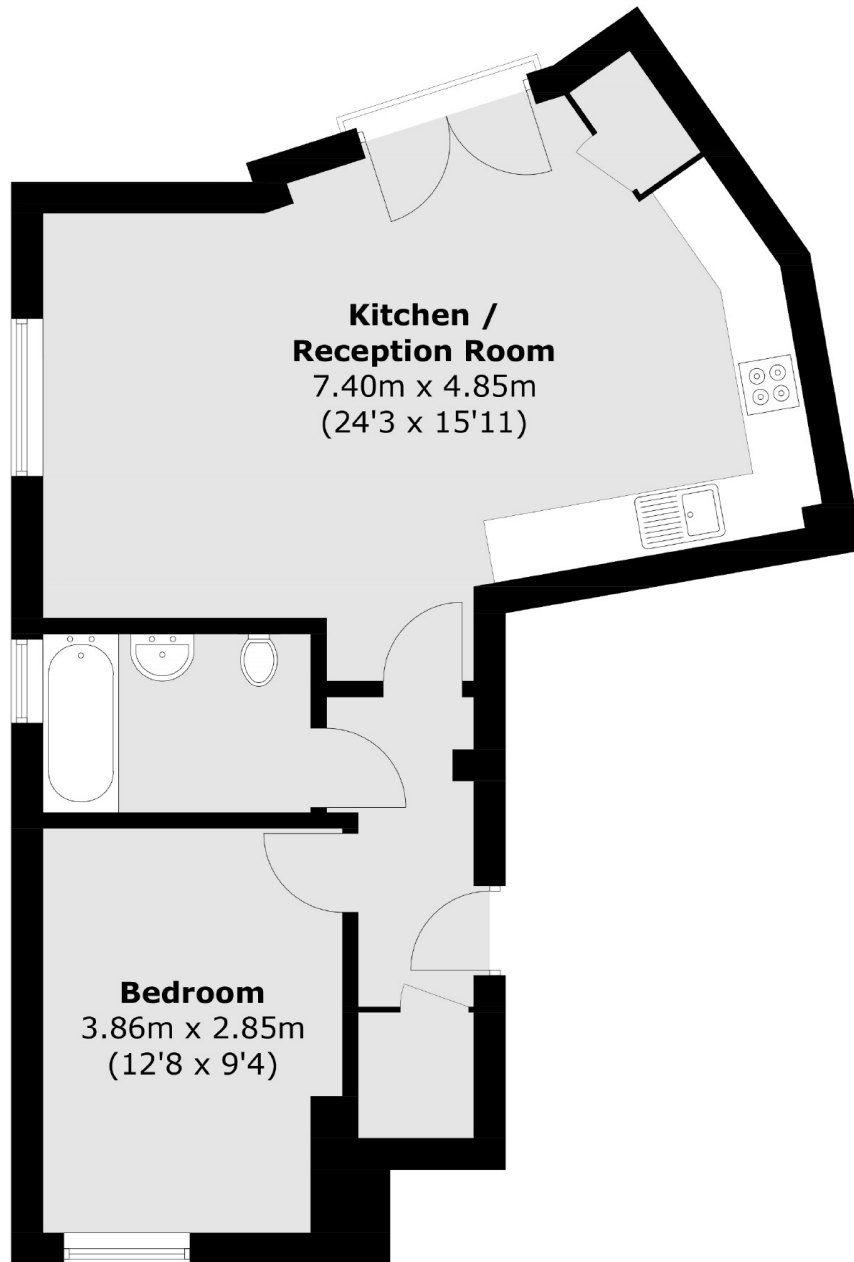 Kitchen /
Reception Room
7.40m x 4.85m
(24'3 x 15'11)
Bedroom
3.86m x 2.85m
(12'8 x 9'4)